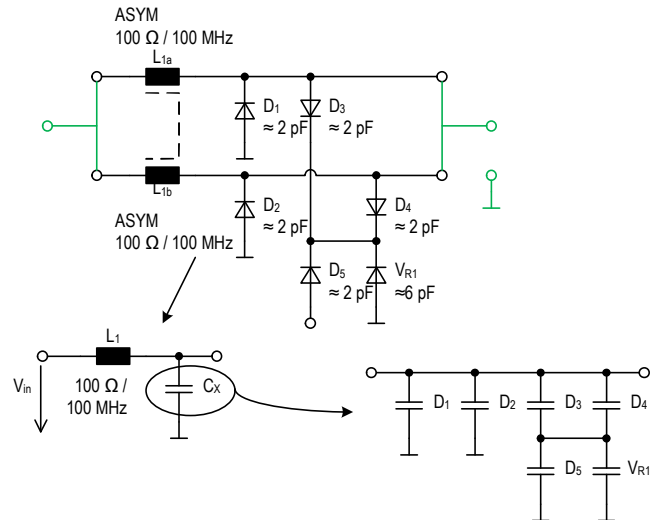 ASYM
100 Ω / 100 MHz
L1a
D1
≈ 2 pF
D3
≈ 2 pF
L1b
ASYM
100 Ω / 100 MHz
D2
≈ 2 pF
D4
≈ 2 pF
D5
≈ 2 pF
VR1
≈6 pF
L1
Vin
100 Ω /
100 MHz
CX
D1
D2
D3
D4
D5
VR1